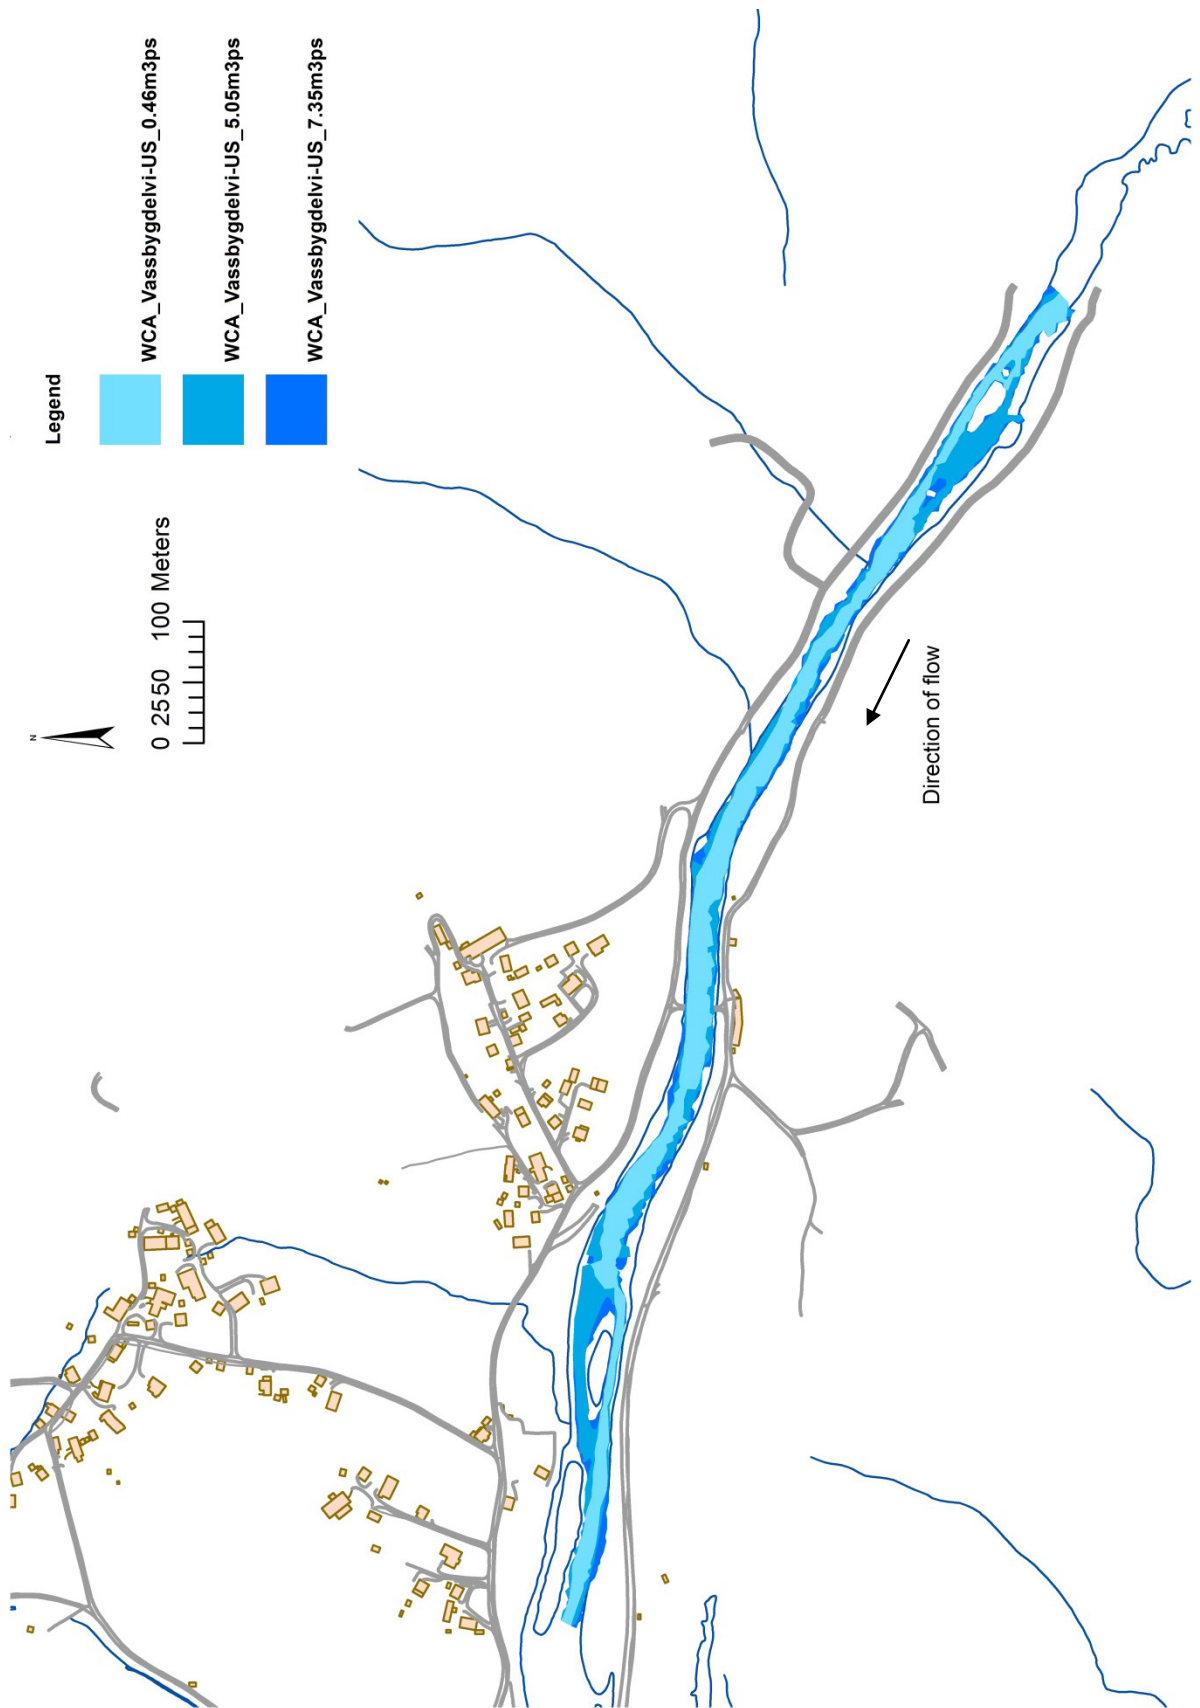 Legend
WCA_Vassbygdelvi-US_0.46m3ps
WCA_Vassbygdelvi-US_5.05m3ps
WCA_Vassbygdelvi-US_7.35m3ps
N
0 25 50 100 Meters
Direction of flow